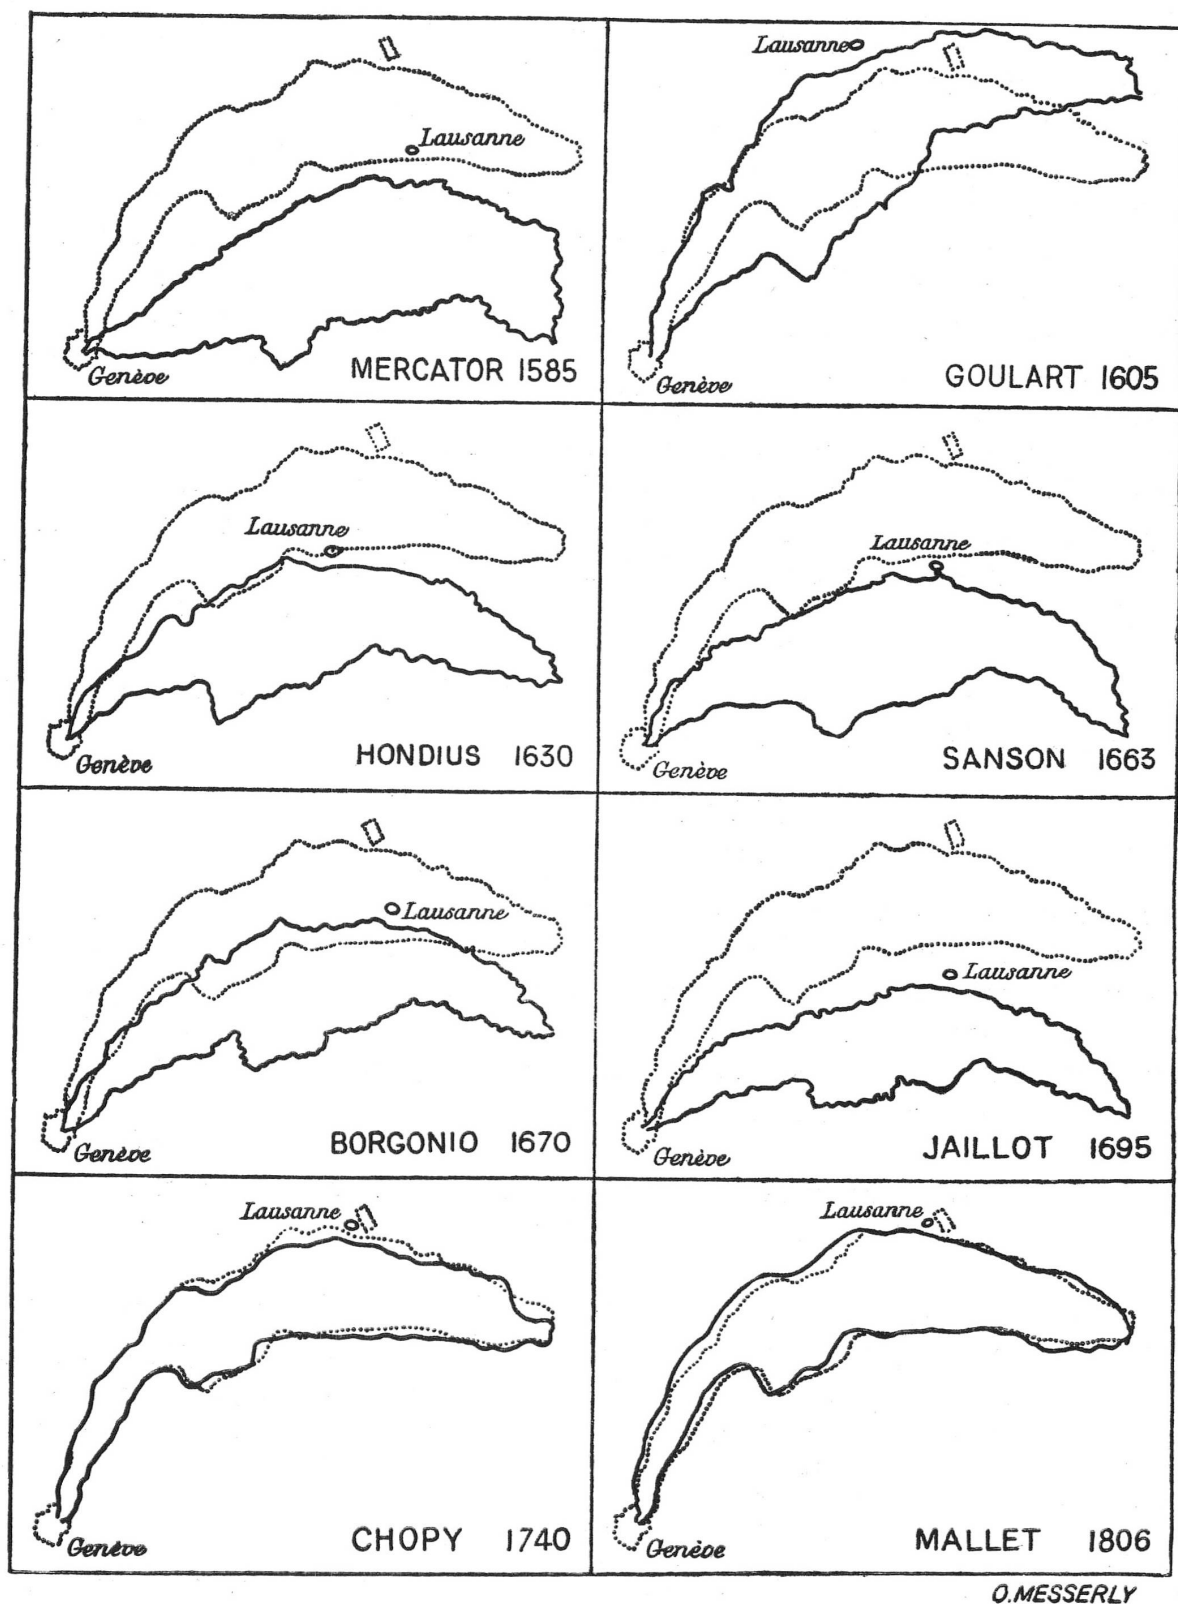 Lausanne
Genève
MERCATOR 1585
Lausanne
Genève
GOULART 1605
Lausanne
Genève
HONDIUS 1630
Lausanne
Genève
SANSON 1663
Lausanne
Genève
BORGONIO 1670
Lausanne
Genève
JAILLOT 1695
Lausanne
Genève
CHOPY 1740
Lausanne
Genève
MALLET 1806
O.MESSERLY